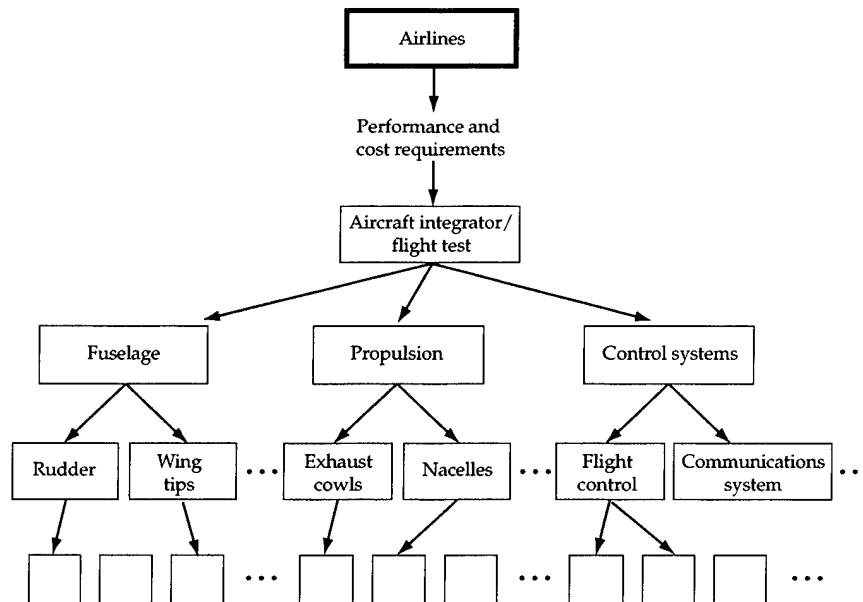 Airlines
Performance and
cost requirements
Aircraft integrator/
flight test
Fuselage
Propulsion
Control systems
Rudder
Wing
tips
• • •
Exhaust
cowls
Nacelles
• • •
Flight
control
Communications
system
• •
• • •
• • •
• • •